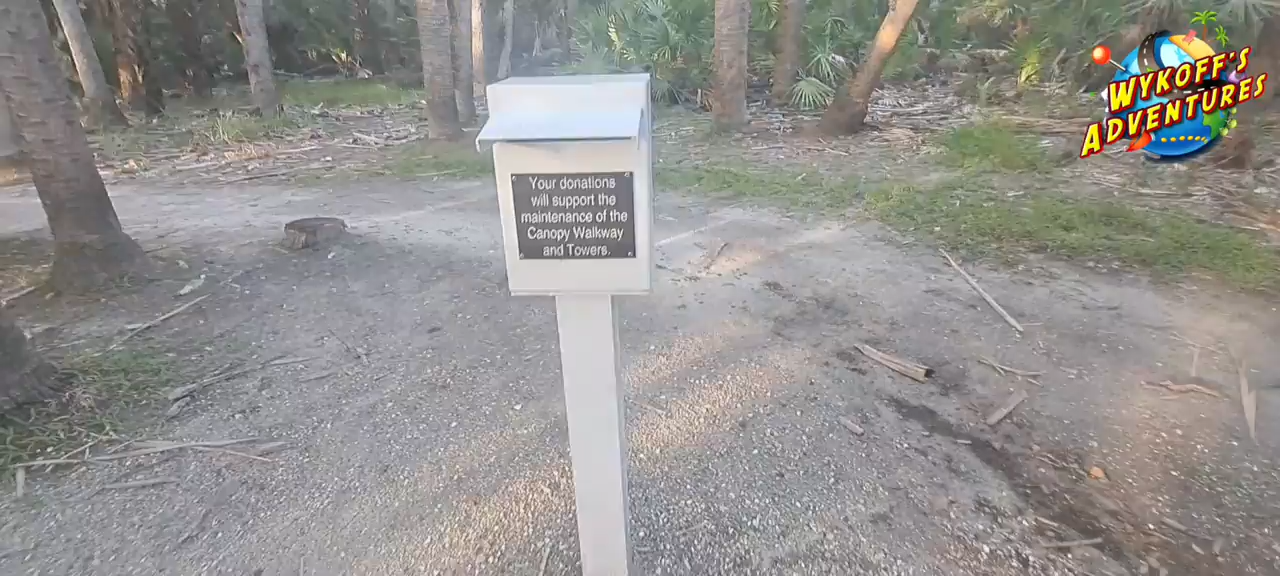 Your donations
will support the
maintenance of the
Canopy Walkway
and Towers.
WYKOFF'S
ADVENTURES